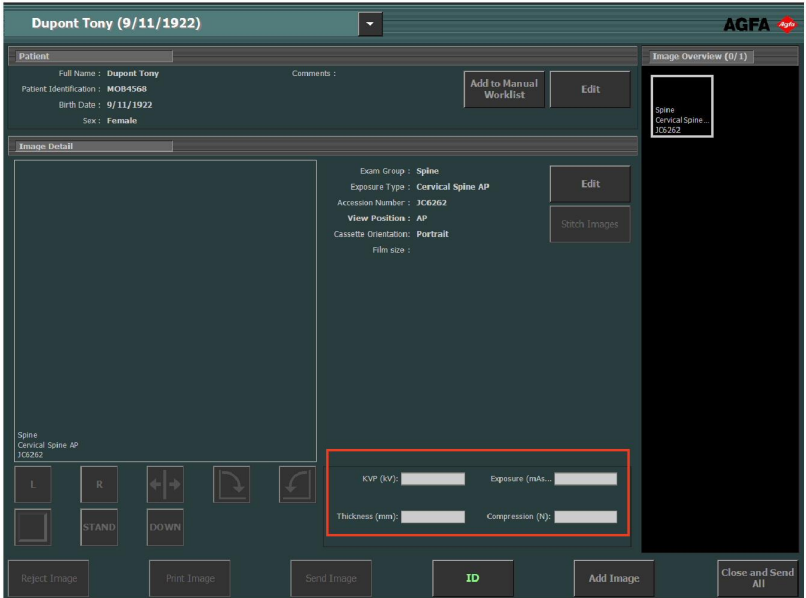 Dupont Tony (9/11/1922)
AGFA
Agfa
Patient
Full Name : Dupont Tony
Patient Identification : MOB4568
Birth Date : 9/11/1922
Sex : Female
Comments :
Add to Manual
Worklist
Edit
Image Overview (0/1)
Spine
Cervical Spine ...
JC6262
Image Detail
Exam Group : Spine
Exposure Type : Cervical Spine AP
Accession Number : JC6262
View Position : AP
Cassette Orientation: Portrait
Film size :
Edit
Stitch Images
Spine
Cervical Spine AP
JC6262
L
R
STAND
DOWN
KVP (kV):
Exposure (mAs...
Thickness (mm):
Compression (N):
Reject Image
Print Image
Send Image
ID
Add Image
Close and Send
All